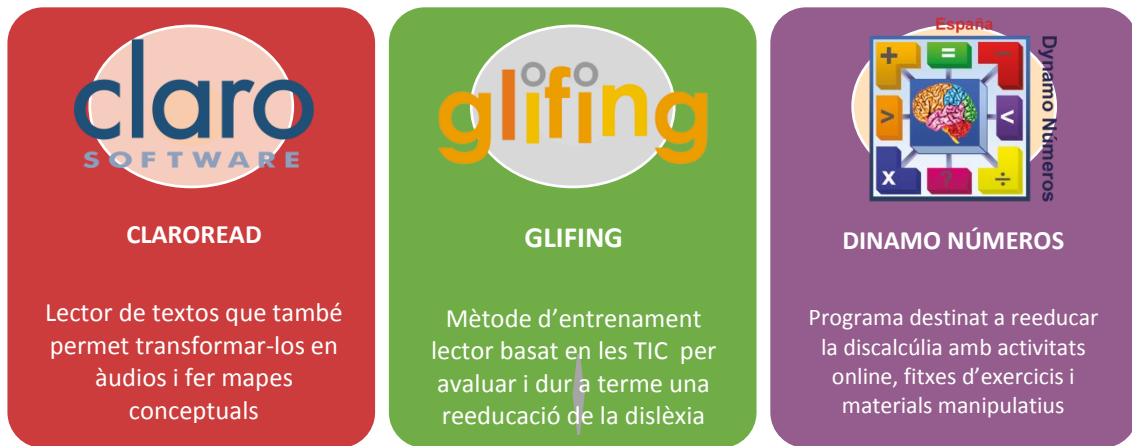 claro
SOFTWARE
CLAROREAD
Lector de textos que també
permet transformar-los en
àudios i fer mapes
conceptuals
glifing
GLIFING
Mètode d’entrenament
lector basat en les TIC per
avaluar i dur a terme una
reeducació de la dislèxia
España
Dynamo Números
+ = -
> <
x ? ÷
DINAMO NÚMEROS
Programa destinat a reeducar
la discalcúlia amb activitats
online, fitxes d’exercicis i
materials manipulatius